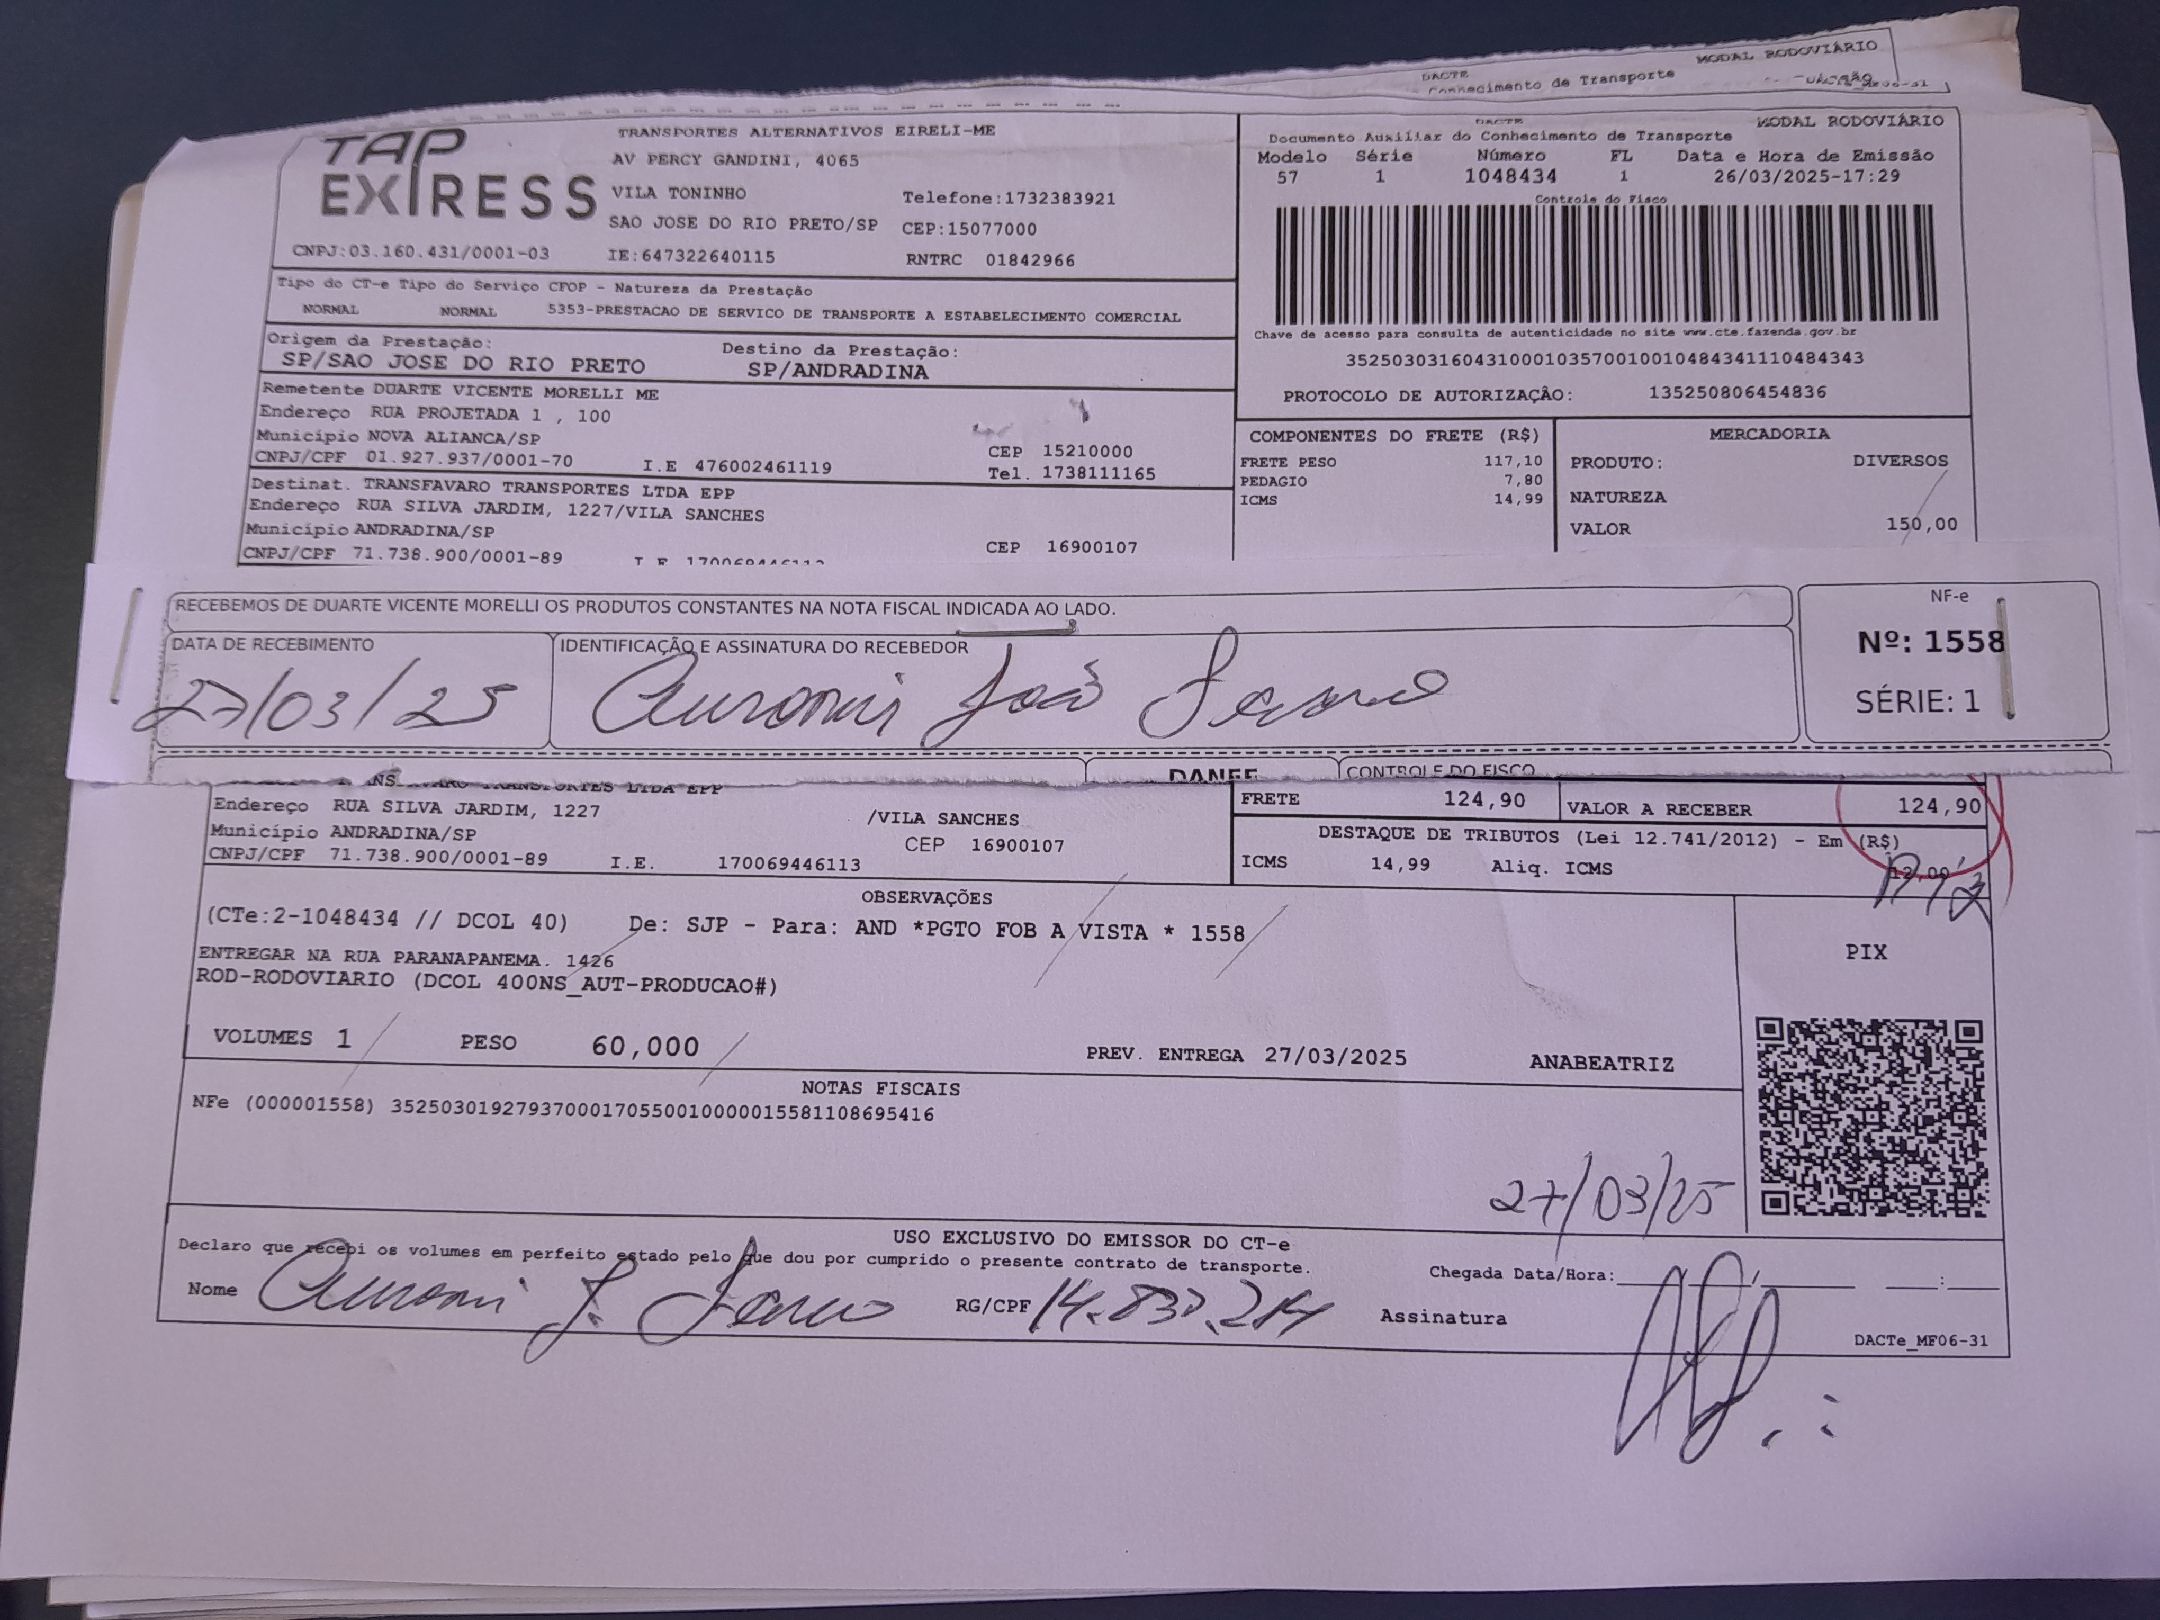 DACTE
MODAL RODOVIÁRIO
Conhecimento de Transporte
TAP EXPRESS
TRANSPORTES ALTERNATIVOS EIRELI-ME
AV PERCY GANDINI, 4065
VILA TONINHO Telefone:1732383921
SAO JOSE DO RIO PRETO/SP CEP:15077000
CNPJ:03.160.431/0001-03 IE:647322640115 RNTRC 01842966
DACTE MODAL RODOVIÁRIO
Documento Auxiliar do Conhecimento de Transporte
Modelo Série Número FL Data e Hora de Emissão
57 1 1048434 1 26/03/2025-17:29
Controle do Fisco
Chave de acesso para consulta de autenticidade no site www.cte.fazenda.gov.br
35250303160431000103570010010484341110484343
PROTOCOLO DE AUTORIZAÇÃO: 135250806454836
Tipo do CT-e Tipo do Serviço CFOP - Natureza da Prestação
NORMAL NORMAL 5353-PRESTACAO DE SERVICO DE TRANSPORTE A ESTABELECIMENTO COMERCIAL
Origem da Prestação: Destino da Prestação:
SP/SAO JOSE DO RIO PRETO SP/ANDRADINA
Remetente DUARTE VICENTE MORELLI ME
Endereço RUA PROJETADA 1 , 100
Município NOVA ALIANCA/SP CEP 15210000
CNPJ/CPF 01.927.937/0001-70 I.E 476002461119 Tel. 1738111165
Destinat. TRANSFAVARO TRANSPORTES LTDA EPP
Endereço RUA SILVA JARDIM, 1227/VILA SANCHES
Município ANDRADINA/SP CEP 16900107
CNPJ/CPF 71.738.900/0001-89
COMPONENTES DO FRETE (R$)
FRETE PESO 117,10
PEDAGIO 7,80
ICMS 14,99
MERCADORIA
PRODUTO: DIVERSOS
NATUREZA
VALOR 150,00
RECEBEMOS DE DUARTE VICENTE MORELLI OS PRODUTOS CONSTANTES NA NOTA FISCAL INDICADA AO LADO.
DATA DE RECEBIMENTO IDENTIFICAÇÃO E ASSINATURA DO RECEBEDOR
27/03/25
NF-e
Nº: 1558
SÉRIE: 1
DANFE CONTROLE DO FISCO
Endereço RUA SILVA JARDIM, 1227 /VILA SANCHES
Município ANDRADINA/SP CEP 16900107
CNPJ/CPF 71.738.900/0001-89 I.E. 170069446113
FRETE 124,90 VALOR A RECEBER 124,90
DESTAQUE DE TRIBUTOS (Lei 12.741/2012) - Em (R$)
ICMS 14,99 Aliq. ICMS 12,00
OBSERVAÇÕES
(CTe:2-1048434 // DCOL 40) De: SJP - Para: AND *PGTO FOB A VISTA * 1558
ENTREGAR NA RUA PARANAPANEMA. 1426
ROD-RODOVIARIO (DCOL 400NS_AUT-PRODUCAO#)
VOLUMES 1 PESO 60,000 PREV. ENTREGA 27/03/2025 ANABEATRIZ
PIX
NOTAS FISCAIS
NFe (000001558) 35250301927937000170550010000015581108695416
27/03/25
USO EXCLUSIVO DO EMISSOR DO CT-e
Declaro que recebi os volumes em perfeito estado pelo que dou por cumprido o presente contrato de transporte.
Nome RG/CPF Chegada Data/Hora:
Assinatura
DACTe_MF06-31